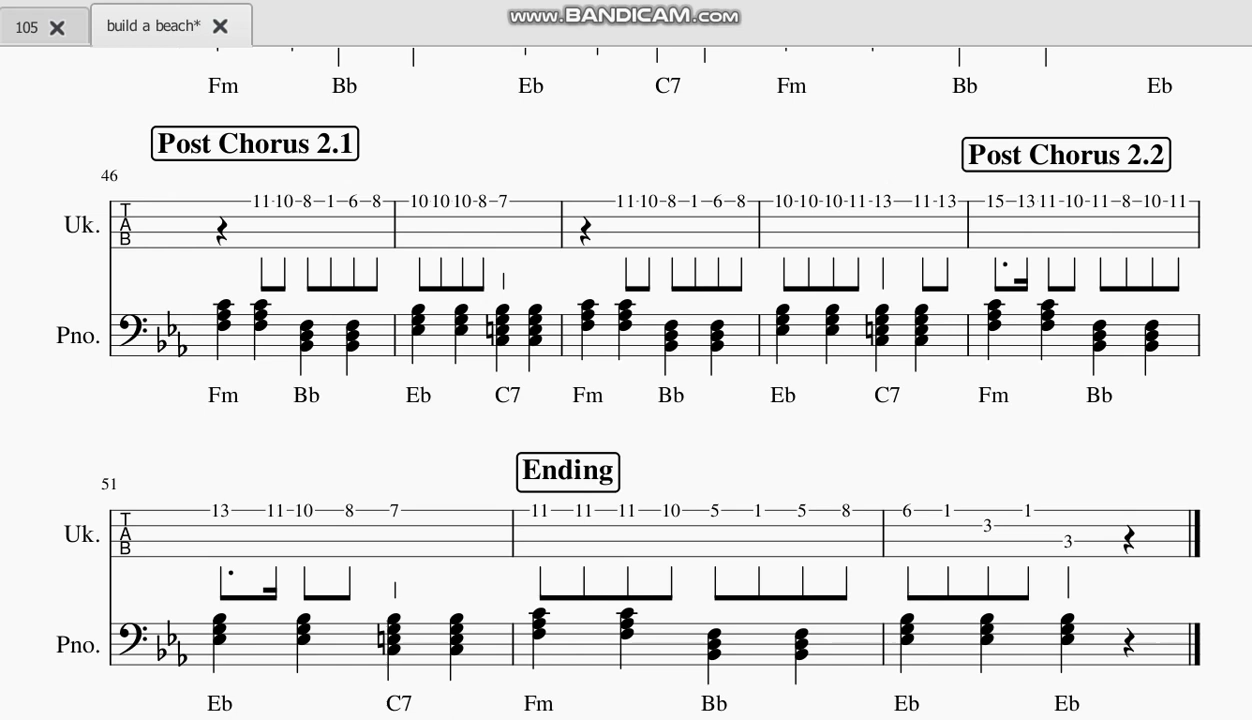 www.BANDICAM.com
105 build a beach*
Fm Bb Eb C7 Fm Bb Eb
Post Chorus 2.1 Post Chorus 2.2
46
Uk. TAB 11 10 8 1 6 8 10 10 10 8 7 11 10 8 1 6 8 10 10 10 11 13 11 13 15 13 11 10 11 8 10 11
Pno.
Fm Bb Eb C7 Fm Bb Eb C7 Fm Bb
Ending
51
Uk. TAB 13 11 10 8 7 11 11 11 10 5 1 5 8 6 1 3 1 3
Pno.
Eb C7 Fm Bb Eb Eb